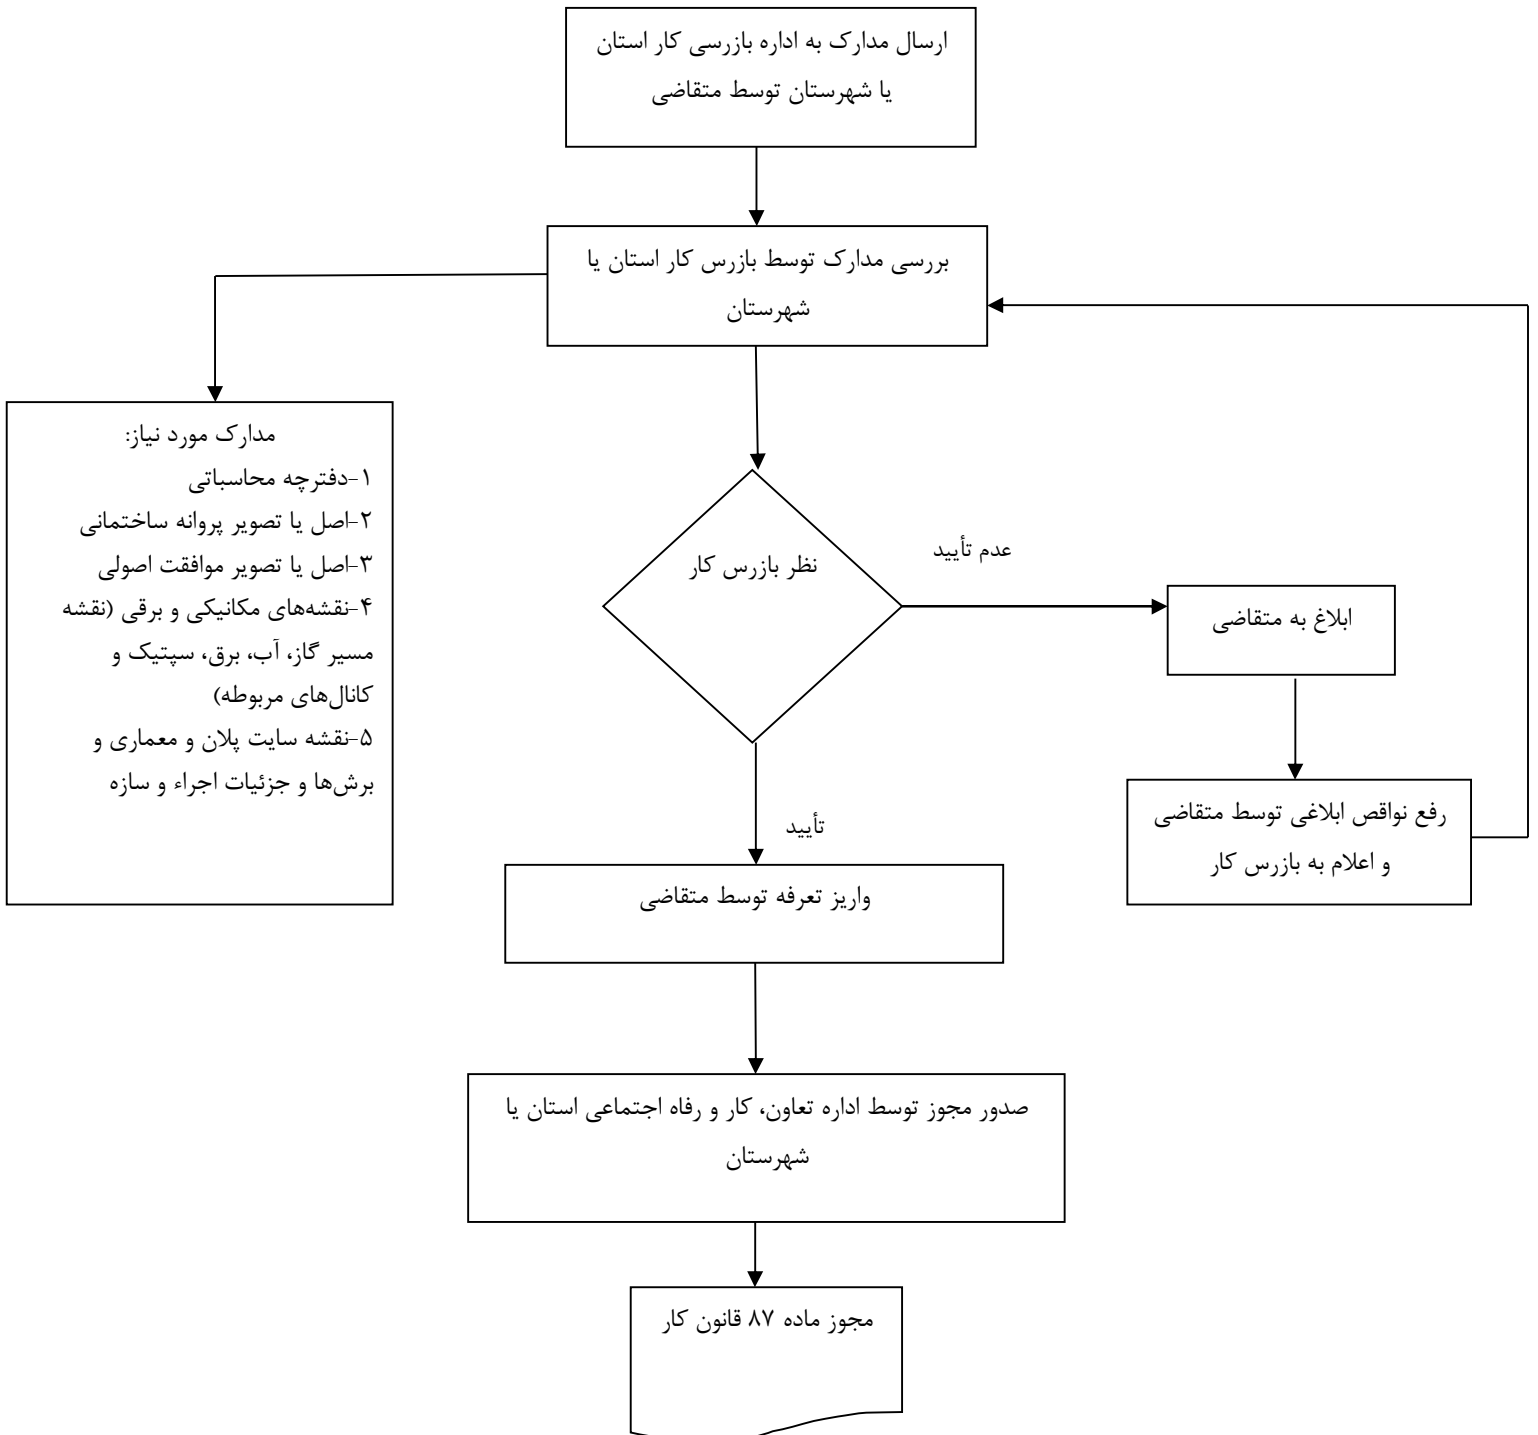 ارسال مدارک به اداره بازرسی کار استان
یا شهرستان توسط متقاضی
بررسی مدارک توسط بازرس کار استان یا
شهرستان
مدارک مورد نیاز:
۱-دفترچه محاسباتی
۲-اصل یا تصویر پروانه ساختمانی
۳-اصل یا تصویر موافقت اصولی
۴-نقشه‌های مکانیکی و برقی (نقشه
مسیر گاز، آب، برق، سپتیک و
کانال‌های مربوطه)
۵-نقشه سایت پلان و معماری و
برش‌ها و جزئیات اجراء و سازه
نظر بازرس کار
عدم تأیید
ابلاغ به متقاضی
رفع نواقص ابلاغی توسط متقاضی
و اعلام به بازرس کار
تأیید
واریز تعرفه توسط متقاضی
صدور مجوز توسط اداره تعاون، کار و رفاه اجتماعی استان یا
شهرستان
مجوز ماده ۸۷ قانون کار